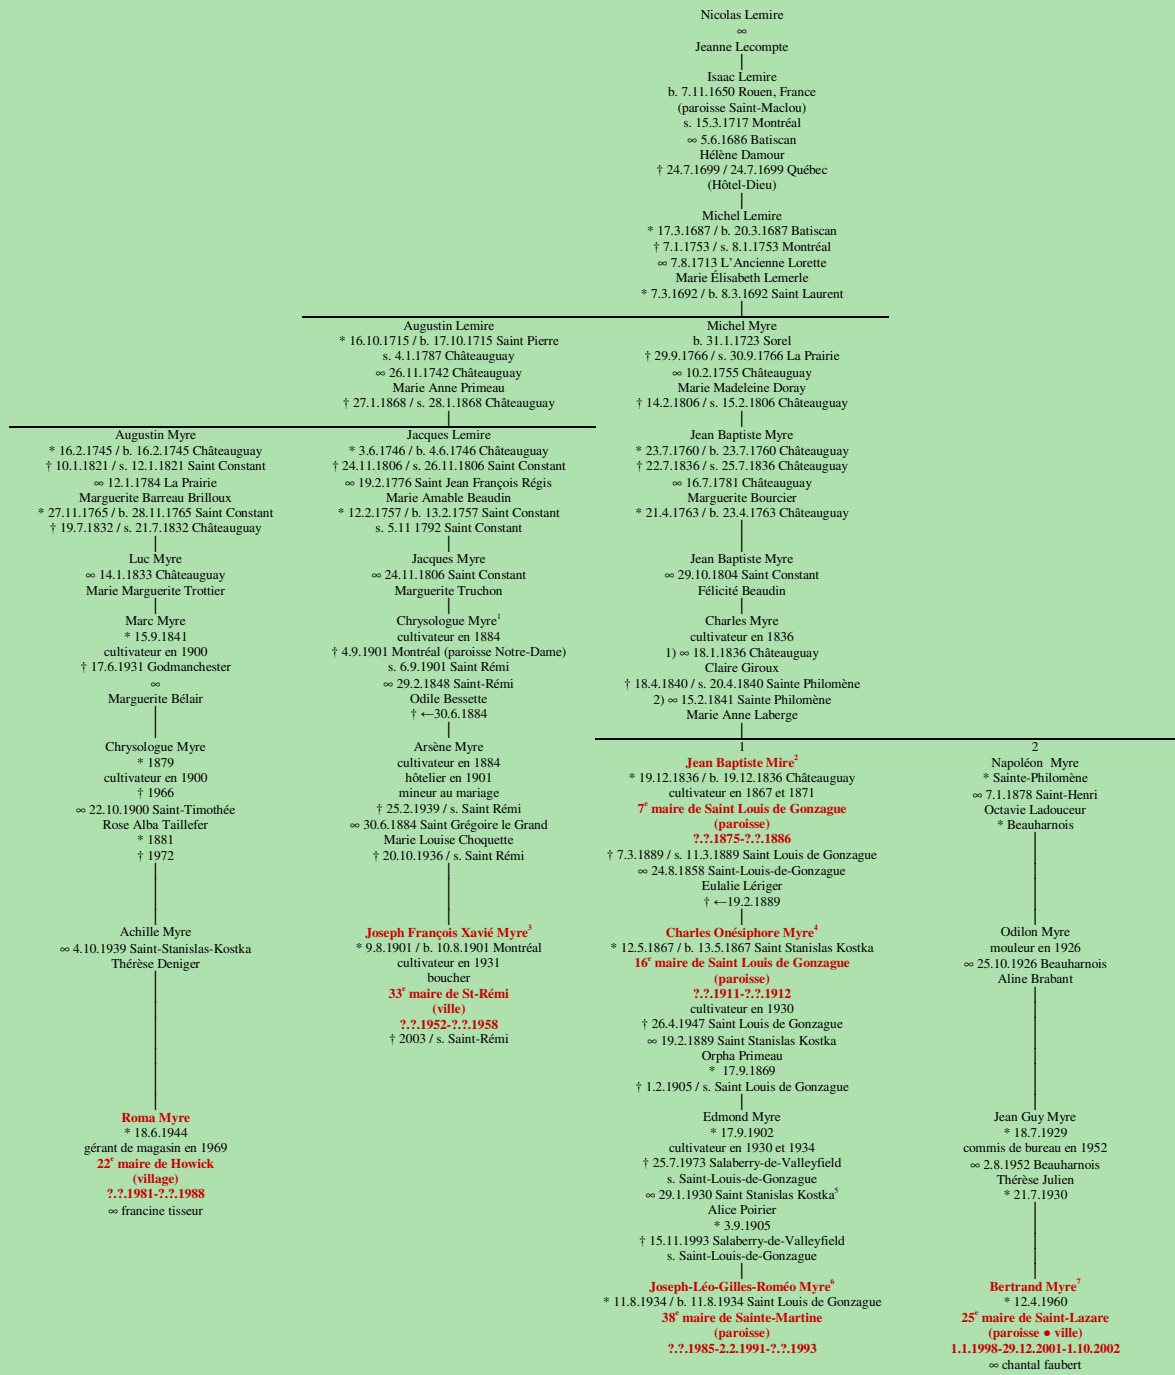 Nicolas Lemire
∞
Jeanne Lecompte
Isaac Lemire
b. 7.11.1650 Rouen, France
(paroisse Saint-Maclou)
s. 15.3.1717 Montréal
∞ 5.6.1686 Batiscan
Hélène Damour
† 24.7.1699 / 24.7.1699 Québec
(Hôtel-Dieu)
Michel Lemire
* 17.3.1687 / b. 20.3.1687 Batiscan
† 7.1.1753 / s. 8.1.1753 Montréal
∞ 7.8.1713 L'Ancienne Lorette
Marie Élisabeth Lemerle
* 7.3.1692 / b. 8.3.1692 Saint Laurent
Augustin Lemire
* 16.10.1715 / b. 17.10.1715 Saint Pierre
s. 4.1.1787 Châteauguay
∞ 26.11.1742 Châteauguay
Marie Anne Primeau
† 27.1.1868 / s. 28.1.1868 Châteauguay
Michel Myre
b. 31.1.1723 Sorel
† 29.9.1766 / s. 30.9.1766 La Prairie
∞ 10.2.1755 Châteauguay
Marie Madeleine Doray
† 14.2.1806 / s. 15.2.1806 Châteauguay
Augustin Myre
* 16.2.1745 / b. 16.2.1745 Châteauguay
† 10.1.1821 / s. 12.1.1821 Saint Constant
∞ 12.1.1784 La Prairie
Marguerite Barreau Brilloux
* 27.11.1765 / b. 28.11.1765 Saint Constant
† 19.7.1832 / s. 21.7.1832 Châteauguay
Luc Myre
∞ 14.1.1833 Châteauguay
Marie Marguerite Trottier
Marc Myre
* 15.9.1841
cultivateur en 1900
† 17.6.1931 Godmanchester
∞
Marguerite Bélair
Chrysologue Myre
* 1879
cultivateur en 1900
† 1966
∞ 22.10.1900 Saint-Timothée
Rose Alba Taillefer
* 1881
† 1972
Achille Myre
∞ 4.10.1939 Saint-Stanislas-Kostka
Thérèse Deniger
Roma Myre
* 18.6.1944
gérant de magasin en 1969
22e maire de Howick
(village)
?.?.1981-?.?.1988
∞ francine tisseur
Jacques Lemire
* 3.6.1746 / b. 4.6.1746 Châteauguay
† 24.11.1806 / s. 26.11.1806 Saint Constant
∞ 19.2.1776 Saint Jean François Régis
Marie Amable Beaudin
* 12.2.1757 / b. 13.2.1757 Saint Constant
s. 5.11 1792 Saint Constant
Jacques Myre
∞ 24.11.1806 Saint Constant
Marguerite Truchon
Chrysologue Myre1
cultivateur en 1884
† 4.9.1901 Montréal (paroisse Notre-Dame)
s. 6.9.1901 Saint Rémi
∞ 29.2.1848 Saint-Rémi
Odile Bessette
† ←30.6.1884
Arsène Myre
cultivateur en 1884
hôtelier en 1901
mineur au mariage
† 25.2.1939 / s. Saint Rémi
∞ 30.6.1884 Saint Grégoire le Grand
Marie Louise Choquette
† 20.10.1936 / s. Saint Rémi
Joseph François Xavié Myre3
* 9.8.1901 / b. 10.8.1901 Montréal
cultivateur en 1931
boucher
33e maire de St-Rémi
(ville)
?.?.1952-?.?.1958
† 2003 / s. Saint-Rémi
Jean Baptiste Myre
* 23.7.1760 / b. 23.7.1760 Châteauguay
† 22.7.1836 / s. 25.7.1836 Châteauguay
∞ 16.7.1781 Châteauguay
Marguerite Bourcier
* 21.4.1763 / b. 23.4.1763 Châteauguay
Jean Baptiste Myre
∞ 29.10.1804 Saint Constant
Félicité Beaudin
Charles Myre
cultivateur en 1836
1) ∞ 18.1.1836 Châteauguay
Claire Giroux
† 18.4.1840 / s. 20.4.1840 Sainte Philomène
2) ∞ 15.2.1841 Sainte Philomène
Marie Anne Laberge
1
Jean Baptiste Mire2
* 19.12.1836 / b. 19.12.1836 Châteauguay
cultivateur en 1867 et 1871
7e maire de Saint Louis de Gonzague
(paroisse)
?.?.1875-?.?.1886
† 7.3.1889 / s. 11.3.1889 Saint Louis de Gonzague
∞ 24.8.1858 Saint-Louis-de-Gonzague
Eulalie Lériger
† ←19.2.1889
Charles Onésiphore Myre4
* 12.5.1867 / b. 13.5.1867 Saint Stanislas Kostka
16e maire de Saint Louis de Gonzague
(paroisse)
?.?.1911-?.?.1912
cultivateur en 1930
† 26.4.1947 Saint Louis de Gonzague
∞ 19.2.1889 Saint Stanislas Kostka
Orpha Primeau
* 17.9.1869
† 1.2.1905 / s. Saint Louis de Gonzague
Edmond Myre
* 17.9.1902
cultivateur en 1930 et 1934
† 25.7.1973 Salaberry-de-Valleyfield
s. Saint-Louis-de-Gonzague
∞ 29.1.1930 Saint Stanislas Kostka5
Alice Poirier
* 3.9.1905
† 15.11.1993 Salaberry-de-Valleyfield
s. Saint-Louis-de-Gonzague
Joseph-Léo-Gilles-Roméo Myre6
* 11.8.1934 / b. 11.8.1934 Saint Louis de Gonzague
38e maire de Sainte-Martine
(paroisse)
?.?.1985-2.2.1991-?.?.1993
2
Napoléon Myre
* Sainte-Philomène
∞ 7.1.1878 Saint-Henri
Octavie Ladouceur
* Beauharnois
Odilon Myre
mouleur en 1926
∞ 25.10.1926 Beauharnois
Aline Brabant
Jean Guy Myre
* 18.7.1929
commis de bureau en 1952
∞ 2.8.1952 Beauharnois
Thérèse Julien
* 21.7.1930
Bertrand Myre7
* 12.4.1960
25e maire de Saint-Lazare
(paroisse ● ville)
1.1.1998-29.12.2001-1.10.2002
∞ chantal faubert